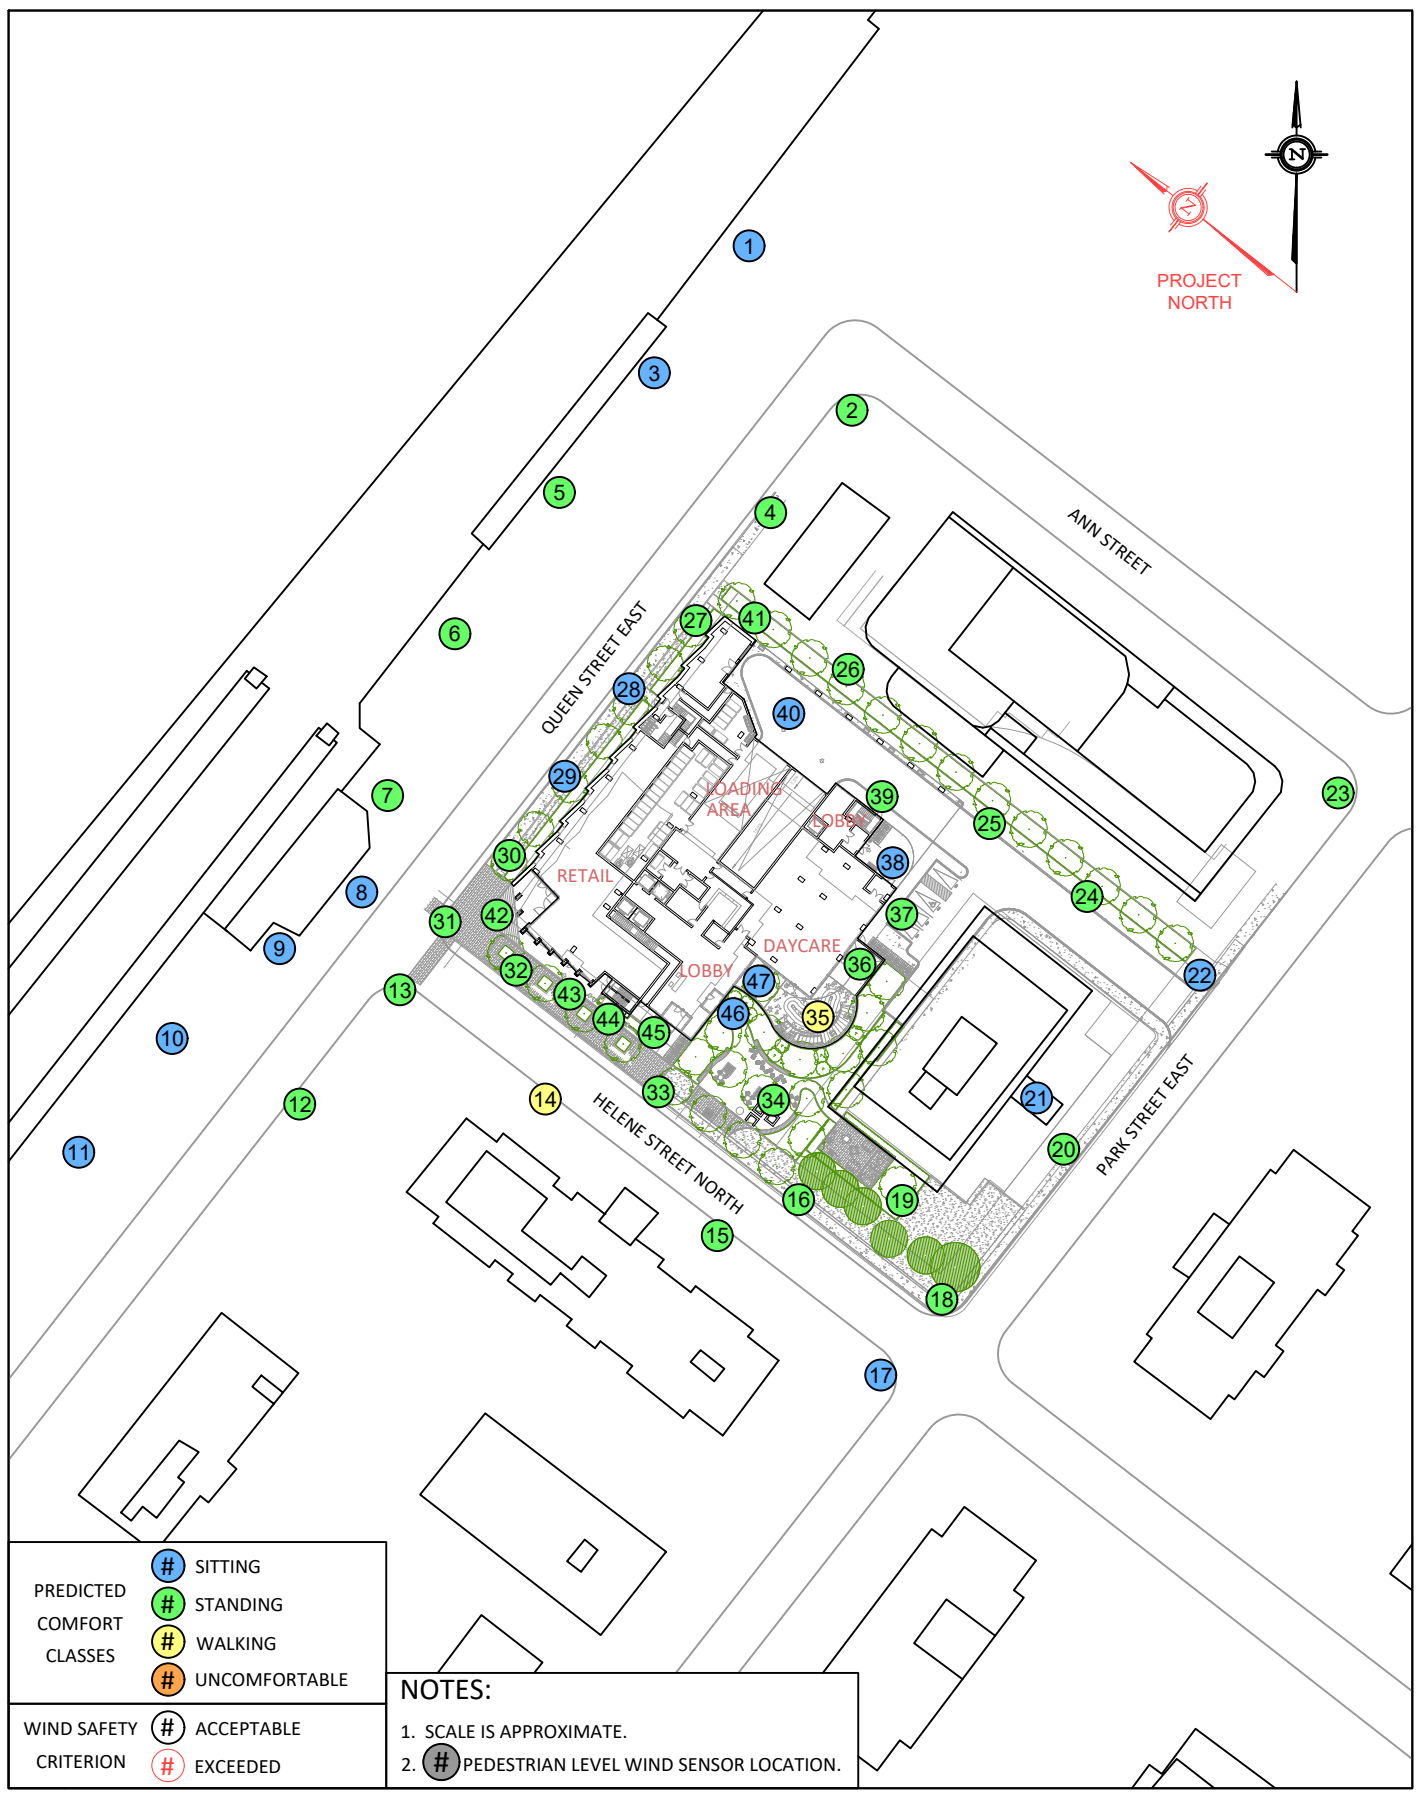 N
N
PROJECT
NORTH
1
3
2
5
4
ANN STREET
QUEEN STREET EAST
27
41
6
26
28
40
29
LOADING
AREA
7
39
23
LOBBY
25
30
38
8
RETAIL
24
42
37
31
9
DAYCARE
36
32
LOBBY
47
22
13
43
46
35
44
45
10
33
34
21
14
12
HELENE STREET NORTH
PARK STREET EAST
11
20
16
19
15
18
17
PREDICTED
COMFORT
CLASSES
# SITTING
# STANDING
# WALKING
# UNCOMFORTABLE
WIND SAFETY
CRITERION
# ACCEPTABLE
# EXCEEDED
NOTES:
1. SCALE IS APPROXIMATE.
2. # PEDESTRIAN LEVEL WIND SENSOR LOCATION.